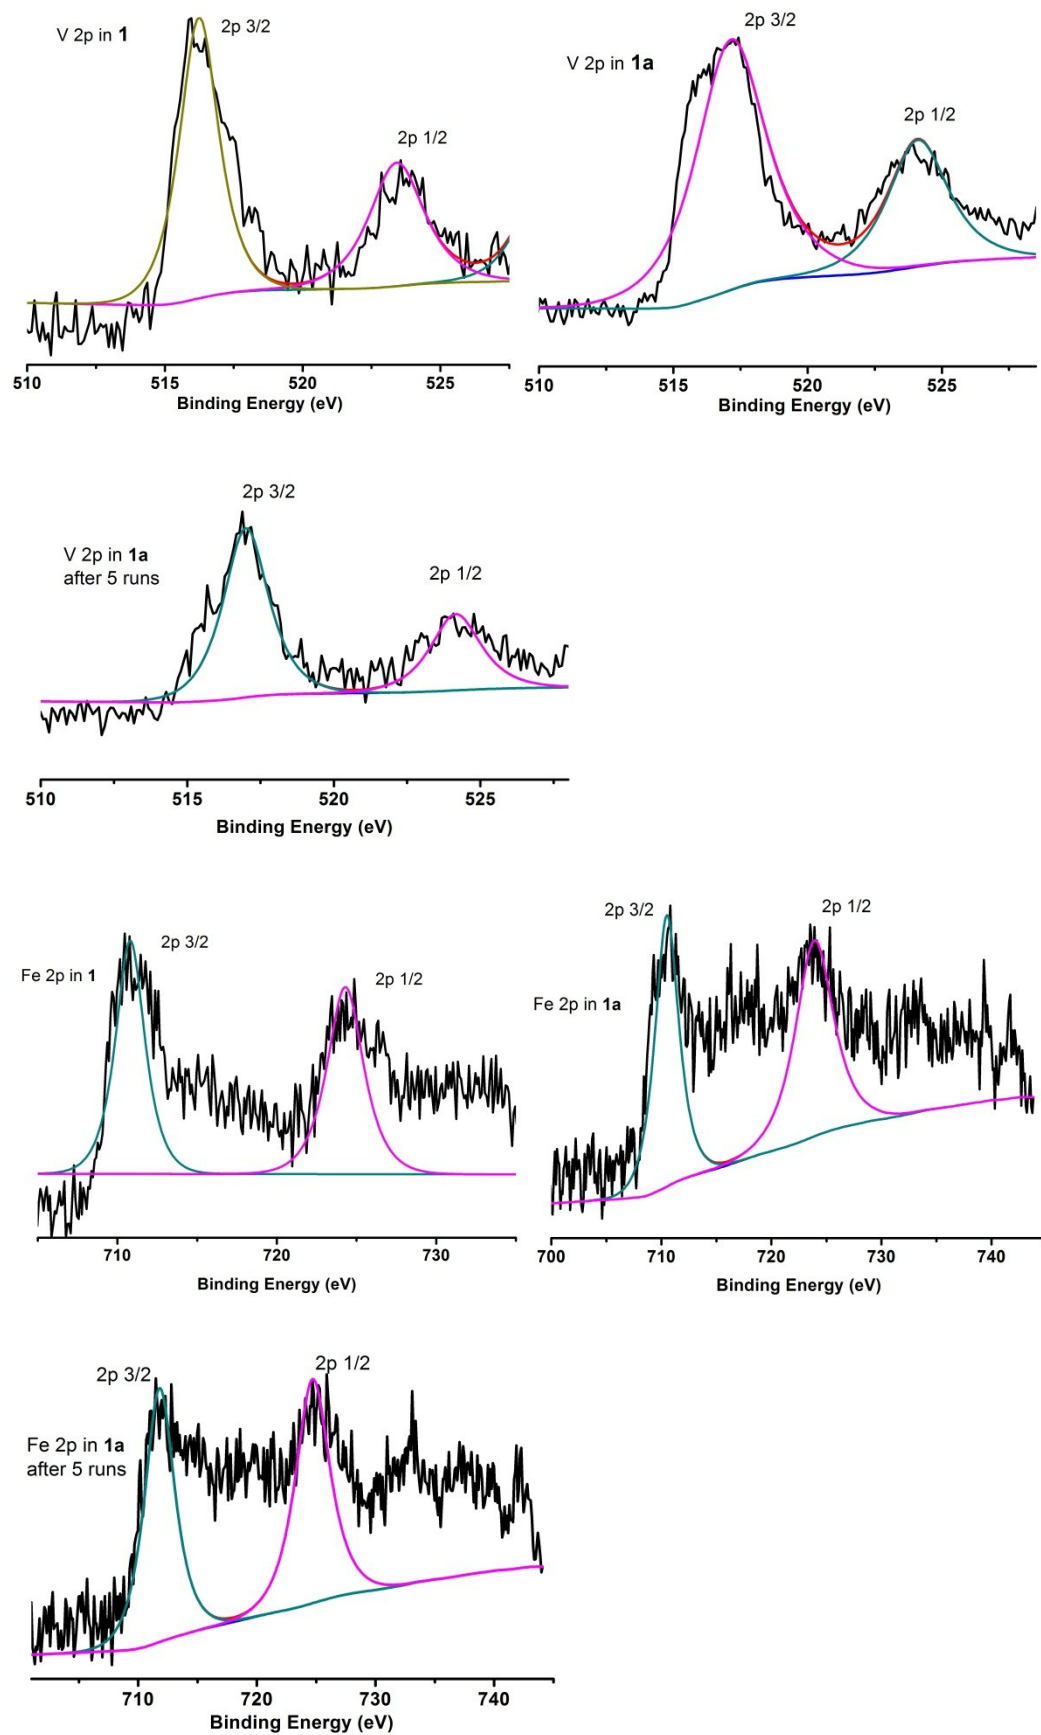 V 2p in 1
2p 3/2
2p 1/2
510
515
520
525
Binding Energy (eV)
V 2p in 1a
2p 3/2
2p 1/2
510
515
520
525
Binding Energy (eV)
V 2p in 1a
after 5 runs
2p 3/2
2p 1/2
510
515
520
525
Binding Energy (eV)
Fe 2p in 1
2p 3/2
2p 1/2
710
720
730
Binding Energy (eV)
Fe 2p in 1a
2p 3/2
2p 1/2
700
710
720
730
740
Binding Energy (eV)
Fe 2p in 1a
after 5 runs
2p 3/2
2p 1/2
710
720
730
740
Binding Energy (eV)